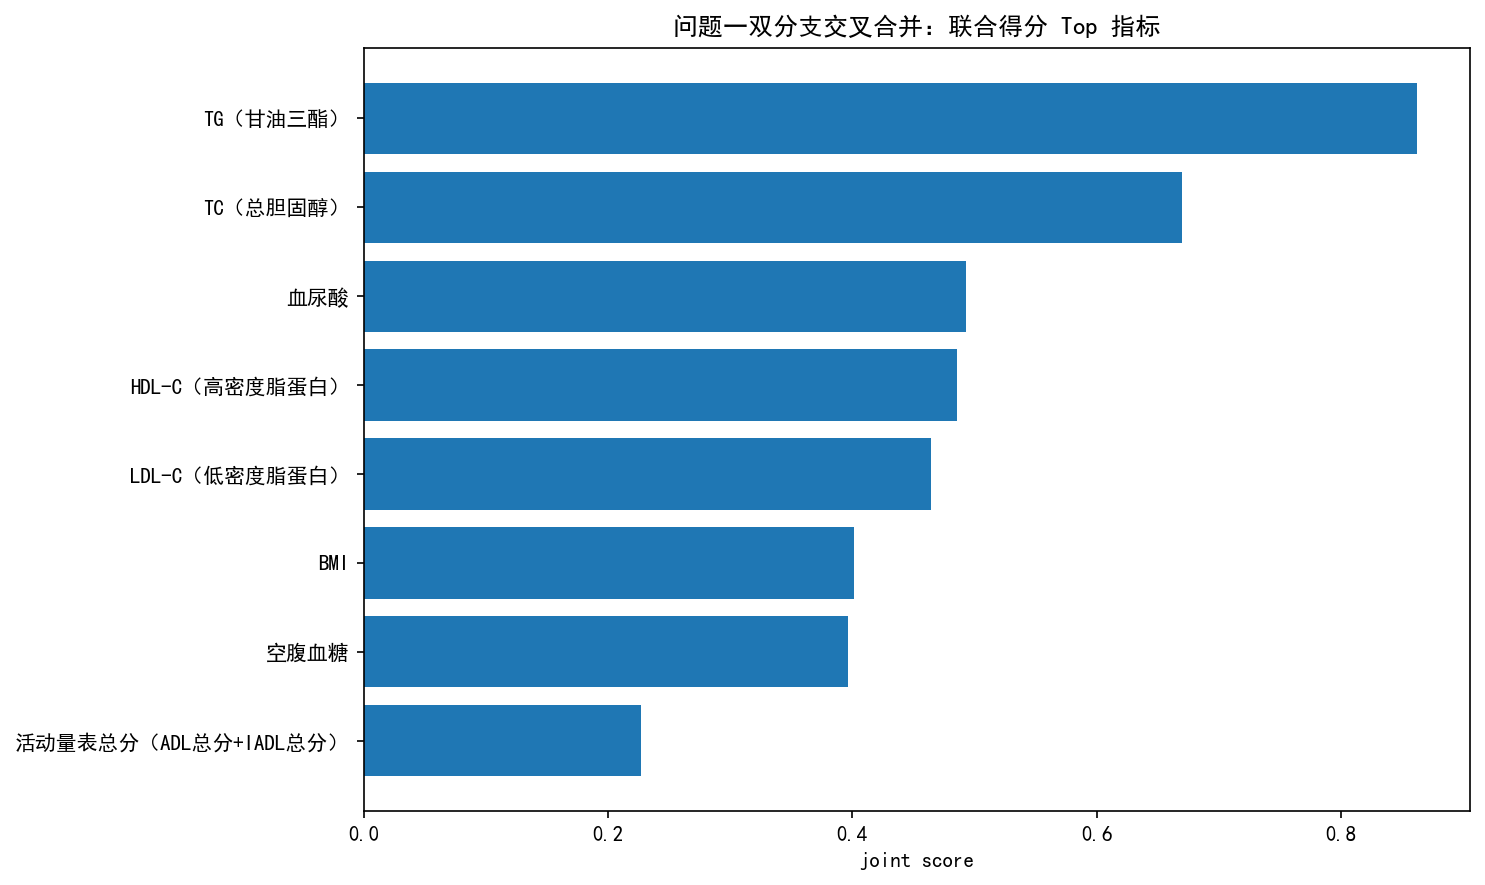 问题一双分支交叉合并：联合得分 Top 指标
TG（甘油三酯）
TC（总胆固醇）
血尿酸
HDL-C（高密度脂蛋白）
LDL-C（低密度脂蛋白）
BMI
空腹血糖
活动量表总分（ADL总分+IADL总分）
0.0 0.2 0.4 0.6 0.8
joint score